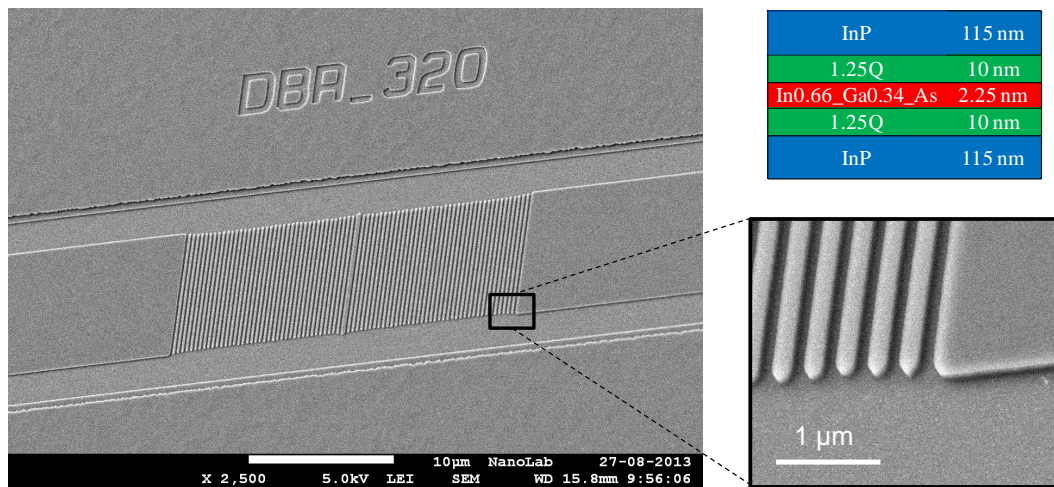 DBR_320
10µm NanoLab 27-08-2013
X 2,500 5.0kV LEI SEM WD 15.8mm 9:56:06
InP 115 nm
1.25Q 10 nm
In0.66_Ga0.34_As 2.25 nm
1.25Q 10 nm
InP 115 nm
1 µm